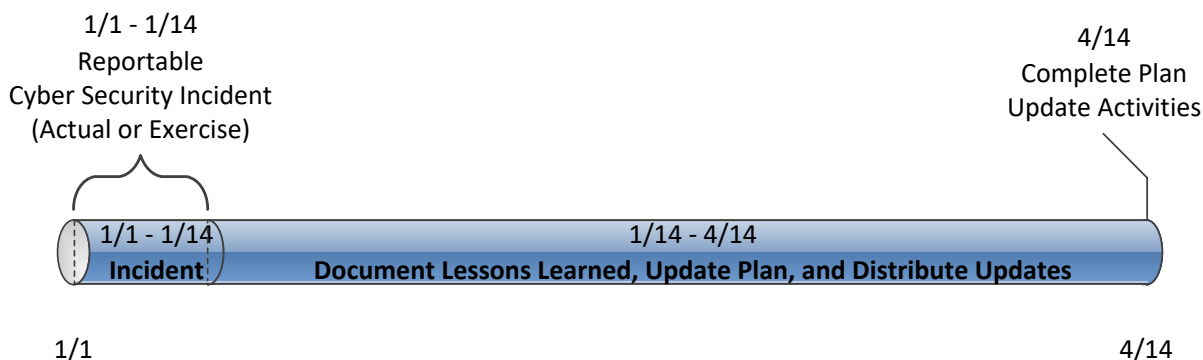 1/1 - 1/14
Reportable
Cyber Security Incident
(Actual or Exercise)
4/14
Complete Plan
Update Activities
1/1 - 1/14
Incident
1/14 - 4/14
Document Lessons Learned, Update Plan, and Distribute Updates
1/1
4/14